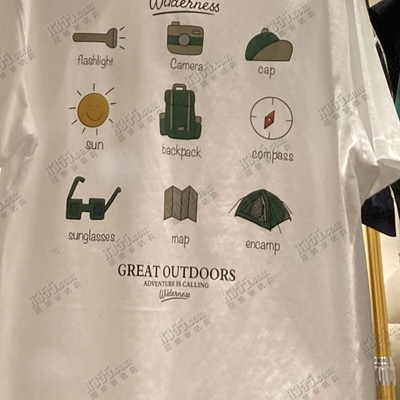 Wilderness
flashlight Camera cap
sun backpack compass
sunglasses map encamp
GREAT OUTDOORS
ADVENTURE IS CALLING
Wilderness